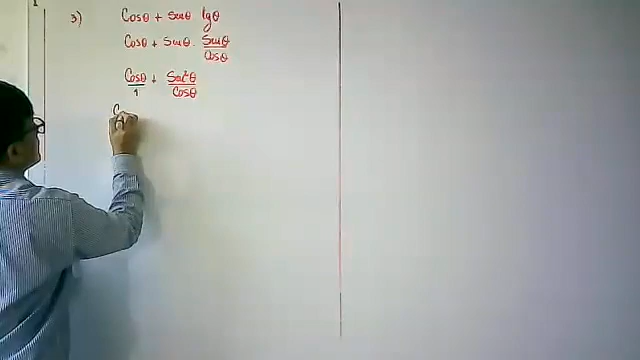 3) Cosθ + Senθ tgθ
Cosθ + Senθ · Senθ/Cosθ
Cosθ/1 + Sen²θ/Cosθ
C